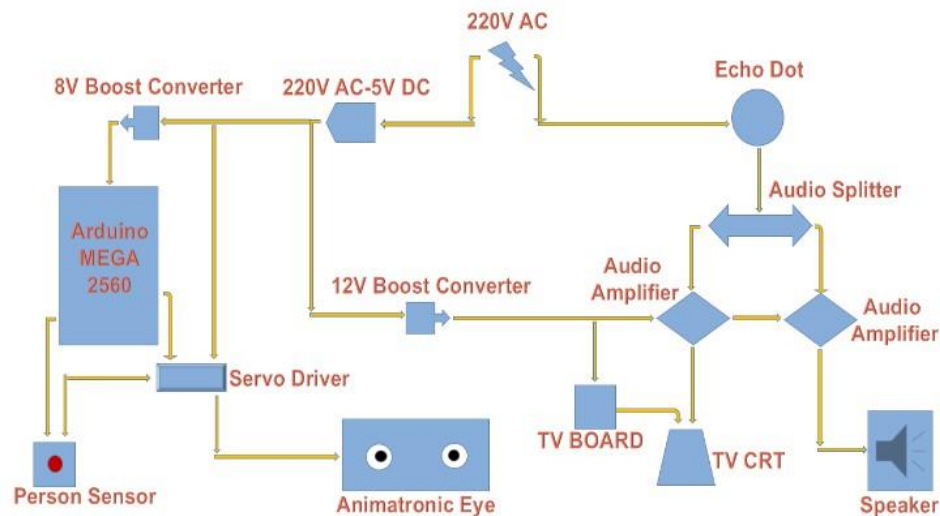 220V AC
8V Boost Converter
220V AC-5V DC
Echo Dot
Audio Splitter
Arduino
MEGA
2560
12V Boost Converter
Audio
Amplifier
Audio
Amplifier
Servo Driver
TV BOARD
TV CRT
Person Sensor
Animatronic Eye
Speaker